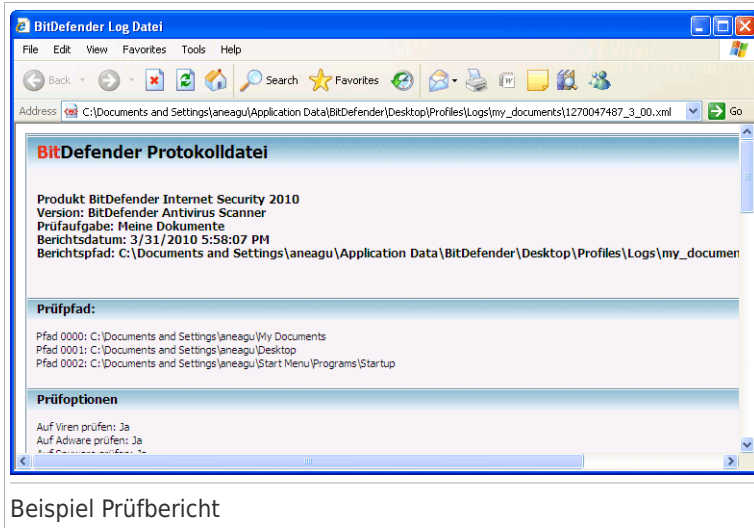 BitDefender Log Datei
File Edit View Favorites Tools Help
Back Search Favorites
Address C:\Documents and Settings\aneagu\Application Data\BitDefender\Desktop\Profiles\Logs\my_documents\1270047487_3_00.xml Go
BitDefender Protokolldatei
Produkt BitDefender Internet Security 2010
Version: BitDefender Antivirus Scanner
Prüfaufgabe: Meine Dokumente
Berichtsdatum: 3/31/2010 5:58:07 PM
Berichtspfad: C:\Documents and Settings\aneagu\Application Data\BitDefender\Desktop\Profiles\Logs\my_documen
Prüfpfad:
Pfad 0000: C:\Documents and Settings\aneagu\My Documents
Pfad 0001: C:\Documents and Settings\aneagu\Desktop
Pfad 0002: C:\Documents and Settings\aneagu\Start Menu\Programs\Startup
Prüfoptionen
Auf Viren prüfen: Ja
Auf Adware prüfen: Ja
Auf Spyware prüfen: Ja
Beispiel Prüfbericht